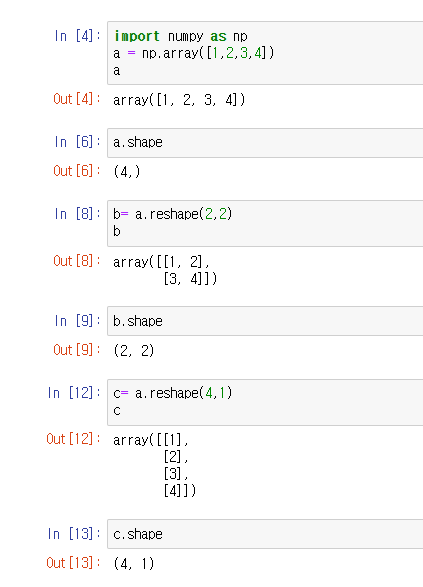 In [4]: import numpy as np
a = np.array([1,2,3,4])
a
Out[4]: array([1, 2, 3, 4])
In [6]: a.shape
Out[6]: (4,)
In [8]: b= a.reshape(2,2)
b
Out[8]: array([[1, 2],
[3, 4]])
In [9]: b.shape
Out[9]: (2, 2)
In [12]: c= a.reshape(4,1)
c
Out[12]: array([[1],
[2],
[3],
[4]])
In [13]: c.shape
Out[13]: (4, 1)